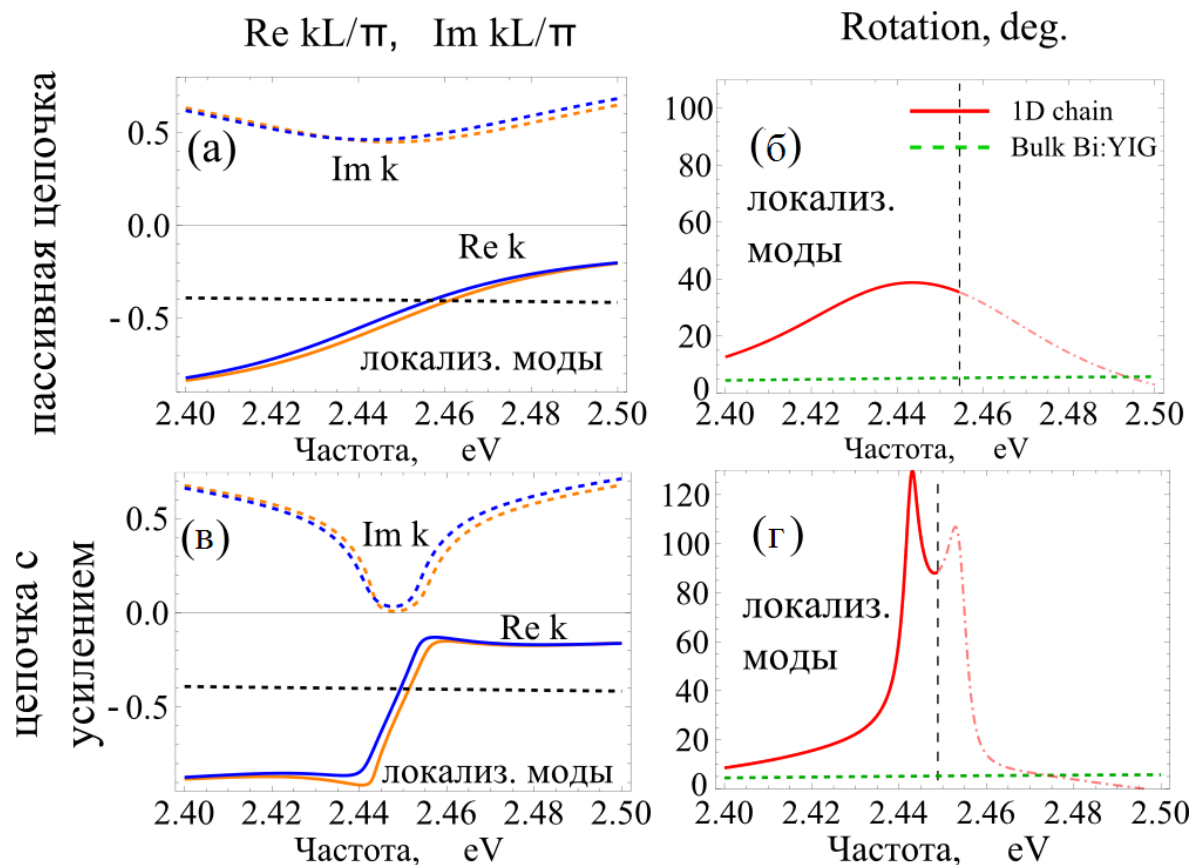 Re kL/π, Im kL/π
Rotation, deg.
пассивная цепочка
0.5
0.0
-0.5
(а)
Im k
Re k
локализ. моды
2.40 2.42 2.44 2.46 2.48 2.50
Частота, eV
100
80
60
40
20
0
(б)
1D chain
Bulk Bi:YIG
локализ.
моды
2.40 2.42 2.44 2.46 2.48 2.50
Частота, eV
цепочка с
усилением
0.5
0.0
-0.5
(в)
Im k
Re k
локализ. моды
2.40 2.42 2.44 2.46 2.48 2.50
Частота, eV
120
100
80
60
40
20
0
(г)
локализ.
моды
2.40 2.42 2.44 2.46 2.48 2.50
Частота, eV